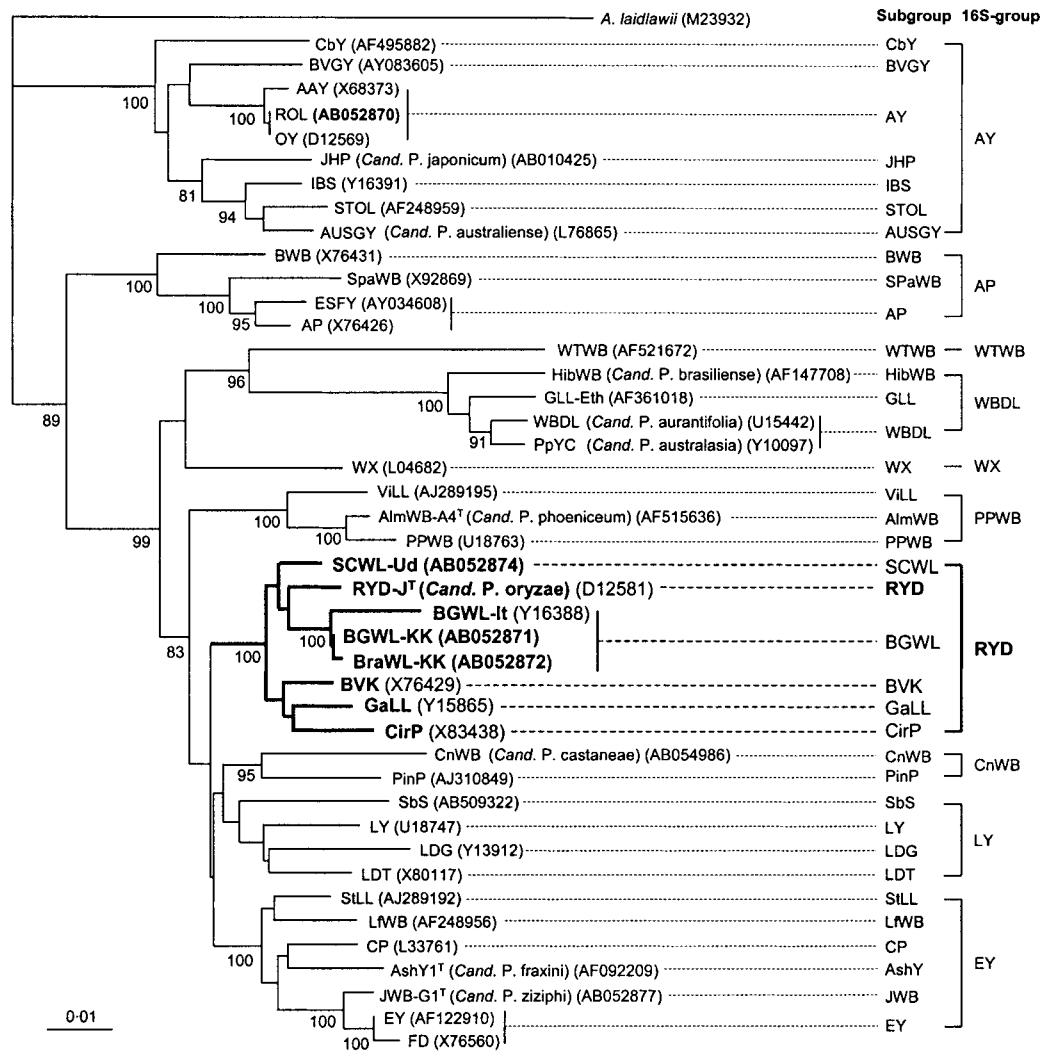 A. laidlawii (M23932) Subgroup 16S-group
CbY (AF495882) CbY
BVGY (AY083605) BVGY
100
AAY (X68373)
100 ROL (AB052870) AY AY
OY (D12569)
JHP (Cand. P. japonicum) (AB010425) JHP
81 IBS (Y16391) IBS
94 STOL (AF248959) STOL
AUSGY (Cand. P. australiense) (L76865) AUSGY
BWB (X76431) BWB
100 SpaWB (X92869) SPaWB AP
100 ESFY (AY034608) AP
95 AP (X76426)
WTWB (AF521672) WTWB WTWB
96 HibWB (Cand. P. brasiliense) (AF147708) HibWB
100 GLL-Eth (AF361018) GLL WBDL
89 WBDL (Cand. P. aurantifolia) (U15442) WBDL
91 PpYC (Cand. P. australasia) (Y10097)
WX (L04682) WX WX
ViLL (AJ289195) ViLL
100 AlmWB-A4T (Cand. P. phoeniceum) (AF515636) AlmWB PPWB
99 100 PPWB (U18763) PPWB
SCWL-Ud (AB052874) SCWL
RYD-JT (Cand. P. oryzae) (D12581) RYD
BGWL-It (Y16388)
100 BGWL-KK (AB052871) BGWL RYD
83 100 BraWL-KK (AB052872)
BVK (X76429) BVK
GaLL (Y15865) GaLL
CirP (X83438) CirP
CnWB (Cand. P. castaneae) (AB054986) CnWB CnWB
95 PinP (AJ310849) PinP
SbS (AB509322) SbS
LY (U18747) LY LY
LDG (Y13912) LDG
LDT (X80117) LDT
StLL (AJ289192) StLL
LfWB (AF248956) LfWB
100 CP (L33761) CP
AshY1T (Cand. P. fraxini) (AF092209) AshY EY
JWB-G1T (Cand. P. ziziphi) (AB052877) JWB
100 EY (AF122910) EY
100 FD (X76560)
0·01